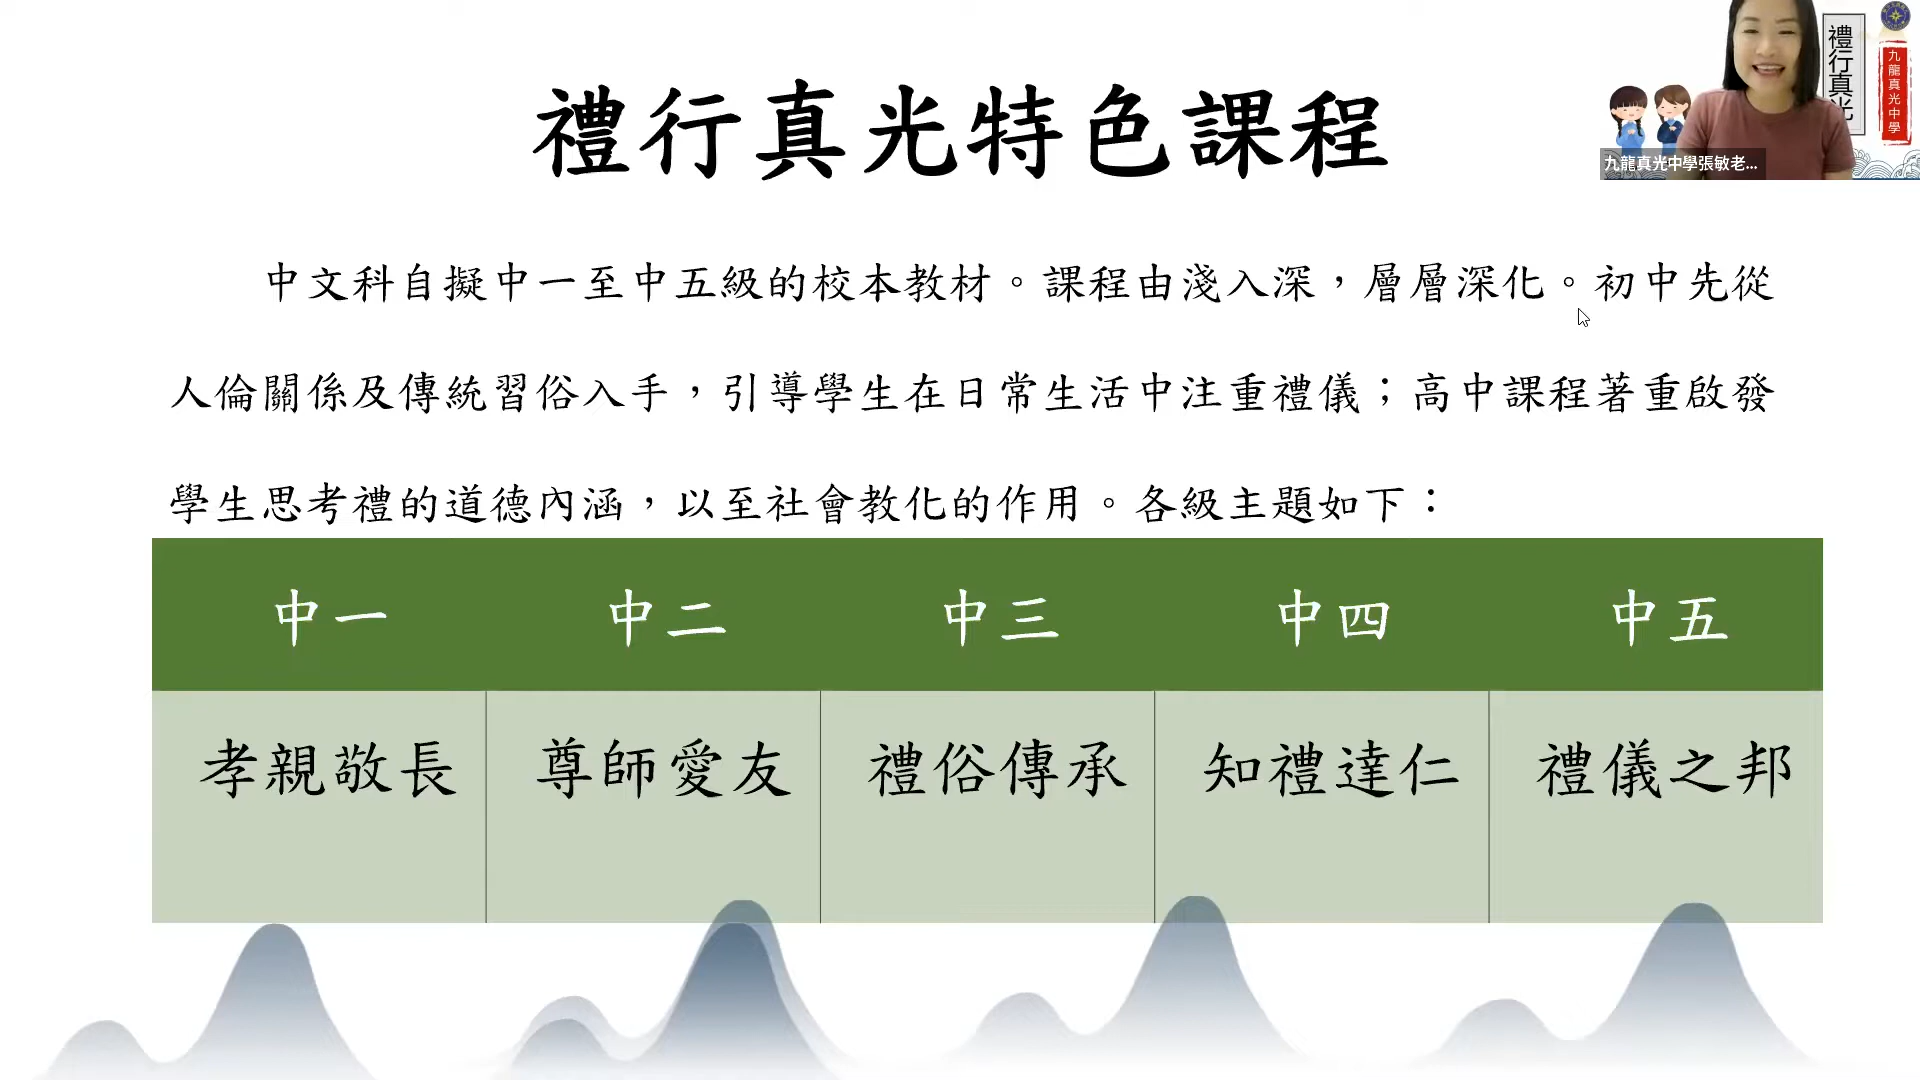 禮行真光特色課程
中文科自擬中一至中五級的校本教材。課程由淺入深，層層深化。初中先從
人倫關係及傳統習俗入手，引導學生在日常生活中注重禮儀；高中課程著重啟發
學生思考禮的道德內涵，以至社會教化的作用。各級主題如下：
中一 中二 中三 中四 中五
孝親敬長 尊師愛友 禮俗傳承 知禮達仁 禮儀之邦
禮行真光
九龍真光中學
九龍真光中學張敏老...